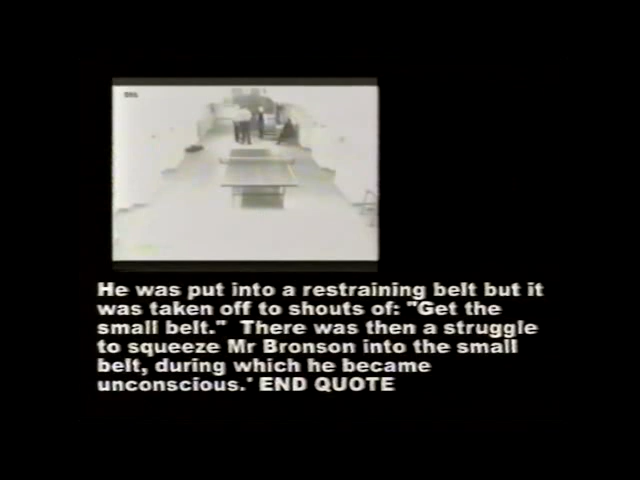 He was put into a restraining belt but it
was taken off to shouts of: "Get the
small belt."  There was then a struggle
to squeeze Mr Bronson into the small
belt, during which he became
unconscious.' END QUOTE